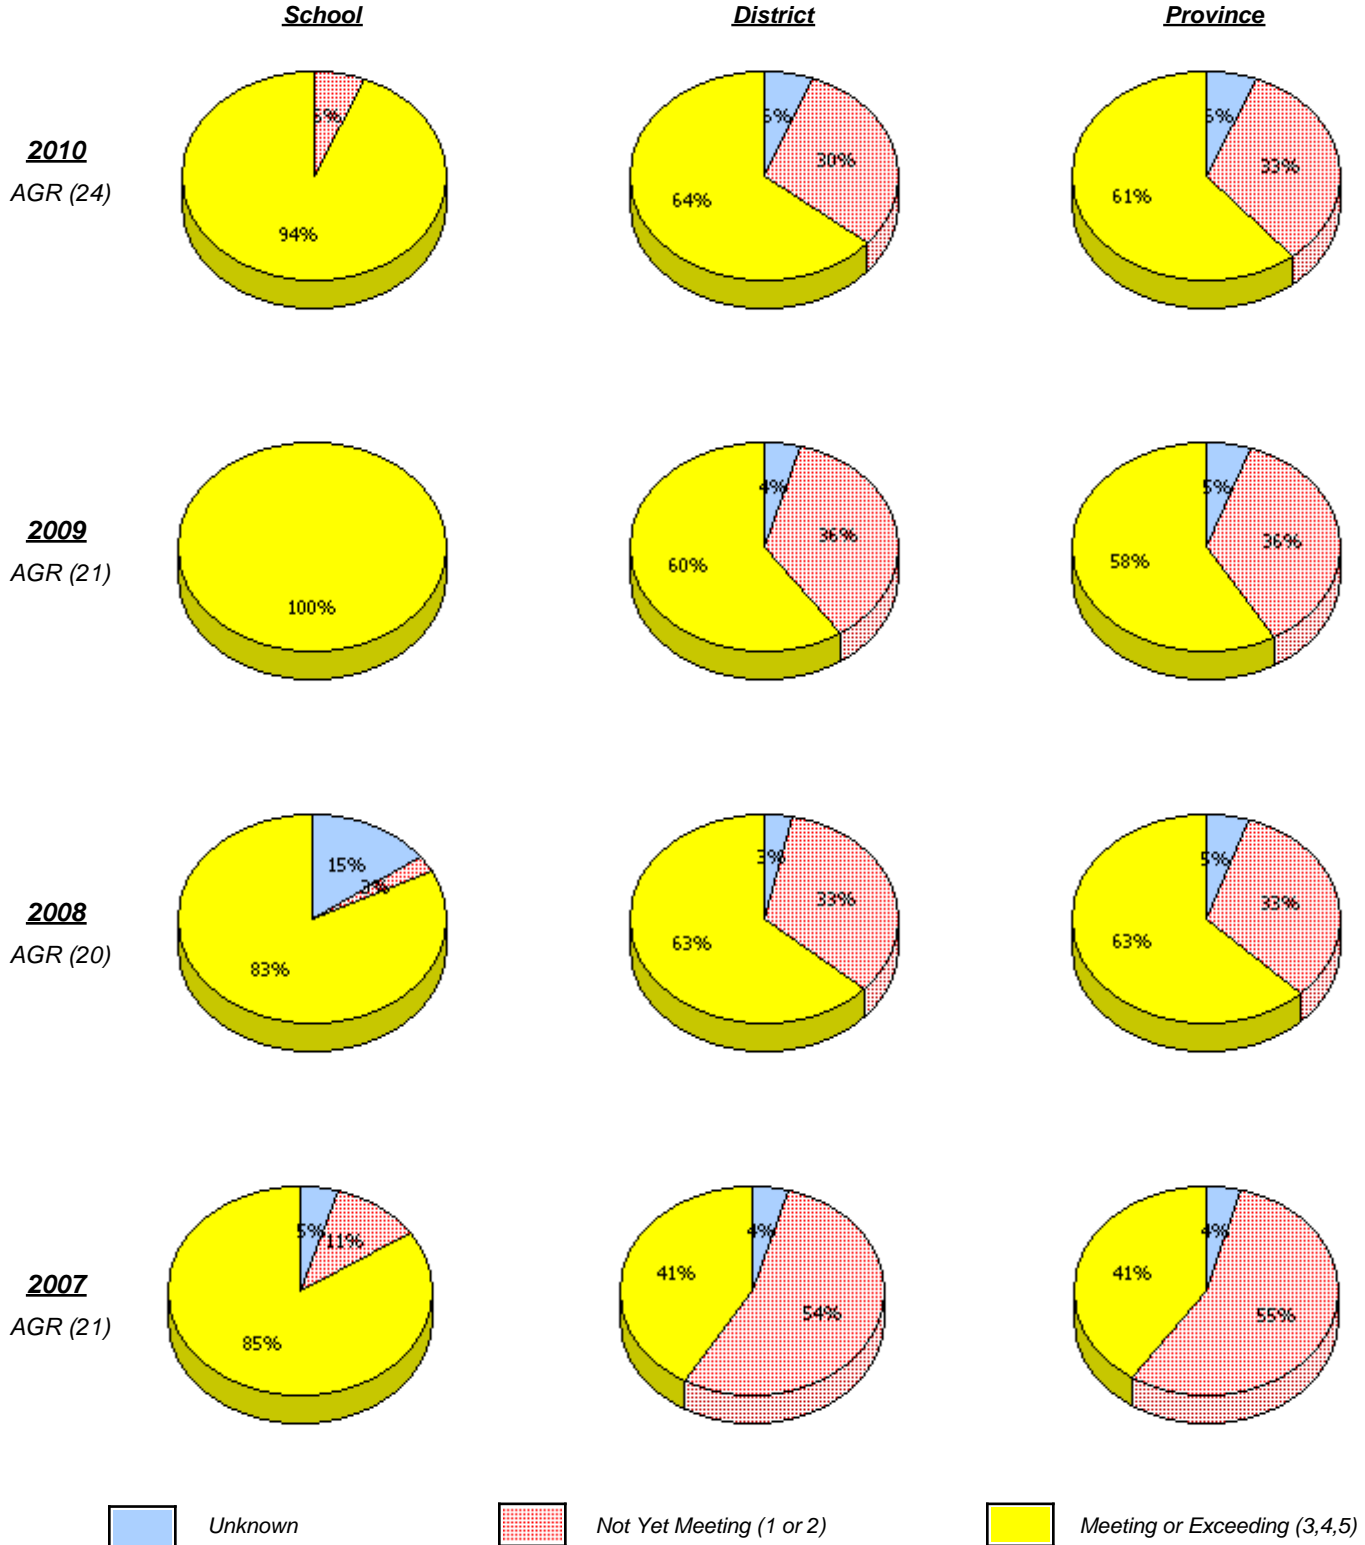 School District Province
6% 6% 6%
2010 30% 33%
AGR (24) 64% 61%
94%
4% 5%
2009 36% 36%
AGR (21) 60% 58%
100%
15% 3% 5%
3% 33% 33%
2008
AGR (20) 83% 63% 63%
5% 11% 4% 4%
2007 41% 41%
AGR (21) 85% 54% 55%
Unknown Not Yet Meeting (1 or 2) Meeting or Exceeding (3,4,5)